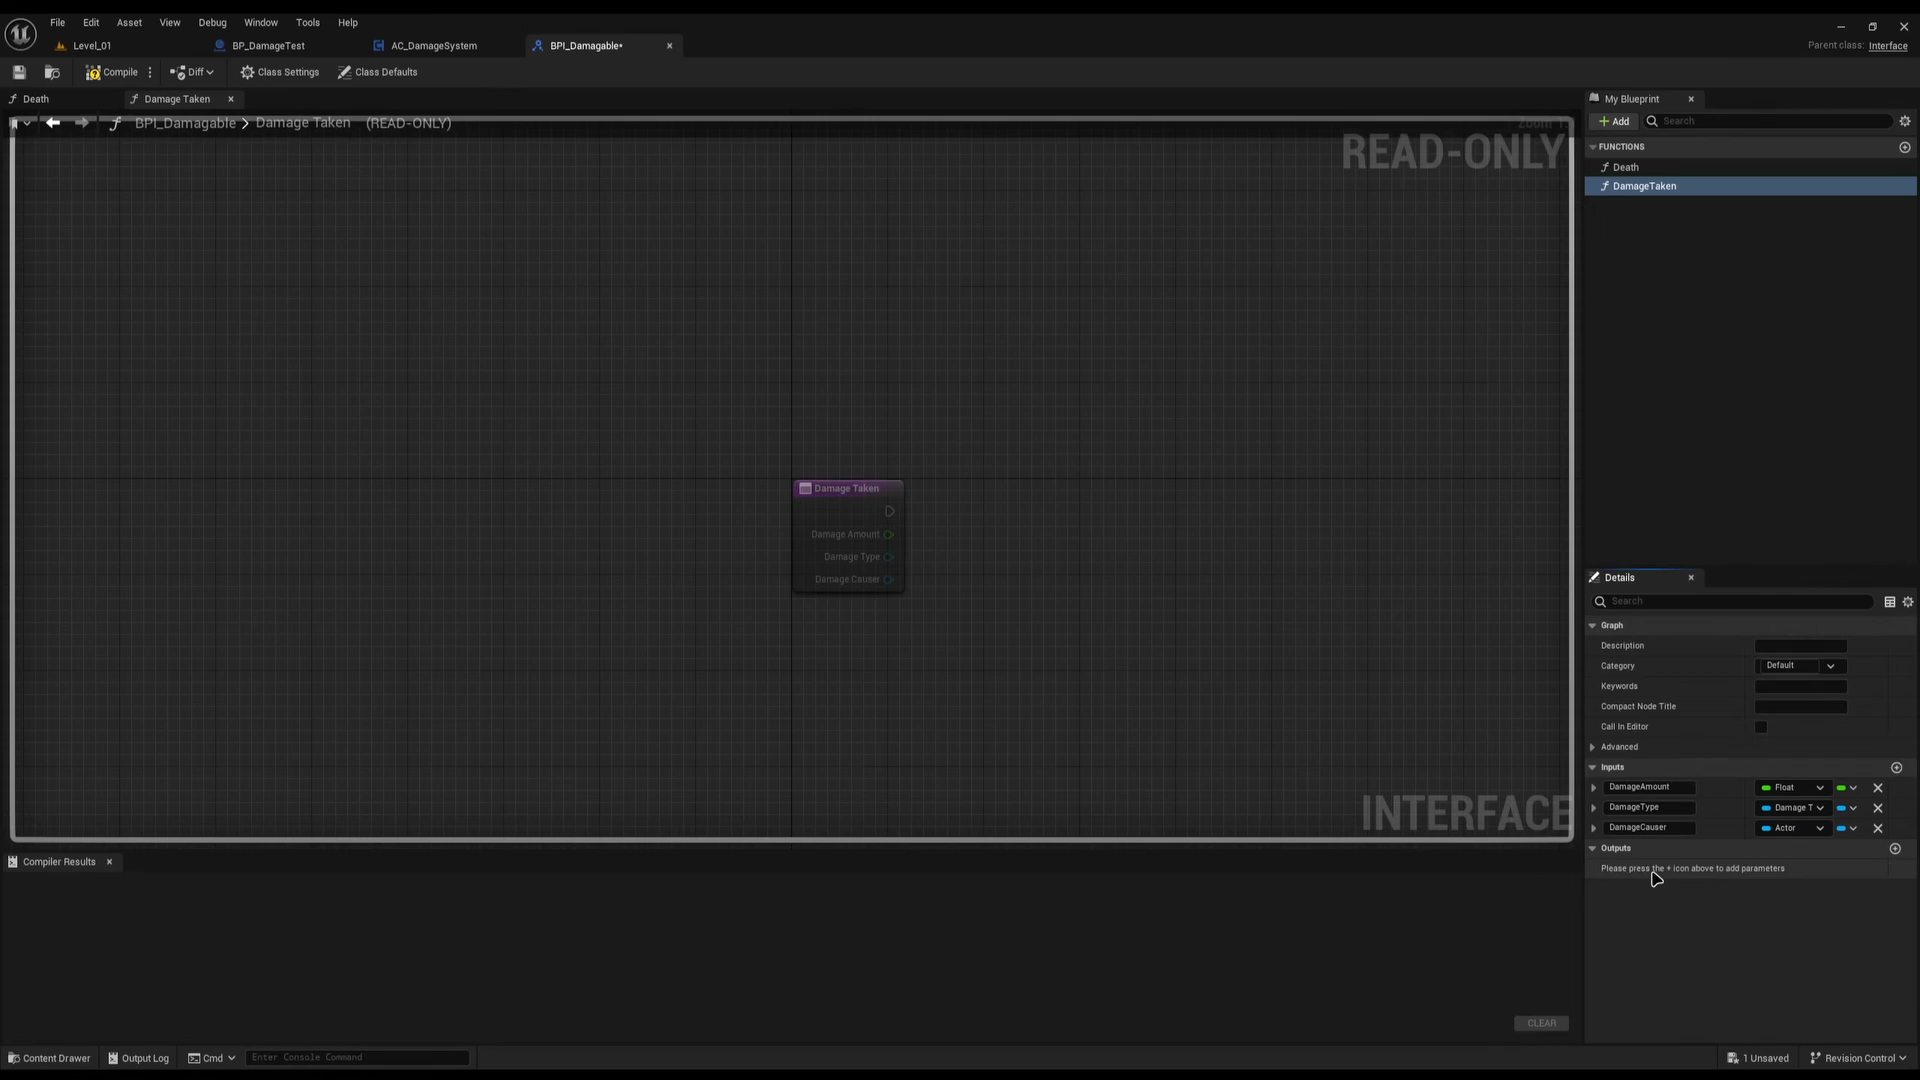 File Edit Asset View Debug Window Tools Help
Level_01 BP_DamageTest AC_DamageSystem BPI_Damagable*
Parent class: Interface
Compile Diff Class Settings Class Defaults
Death Damage Taken
BPI_Damagable > Damage Taken (READ-ONLY)
READ-ONLY
Damage Taken
Damage Amount
Damage Type
Damage Causer
INTERFACE
My Blueprint
Add Search
FUNCTIONS
Death
DamageTaken
Details
Search
Graph
Description
Category Default
Keywords
Compact Node Title
Call In Editor
Advanced
Inputs
DamageAmount Float
DamageType Damage T
DamageCauser Actor
Outputs
Please press the + icon above to add parameters
Compiler Results
CLEAR
Content Drawer Output Log Cmd Enter Console Command
1 Unsaved Revision Control